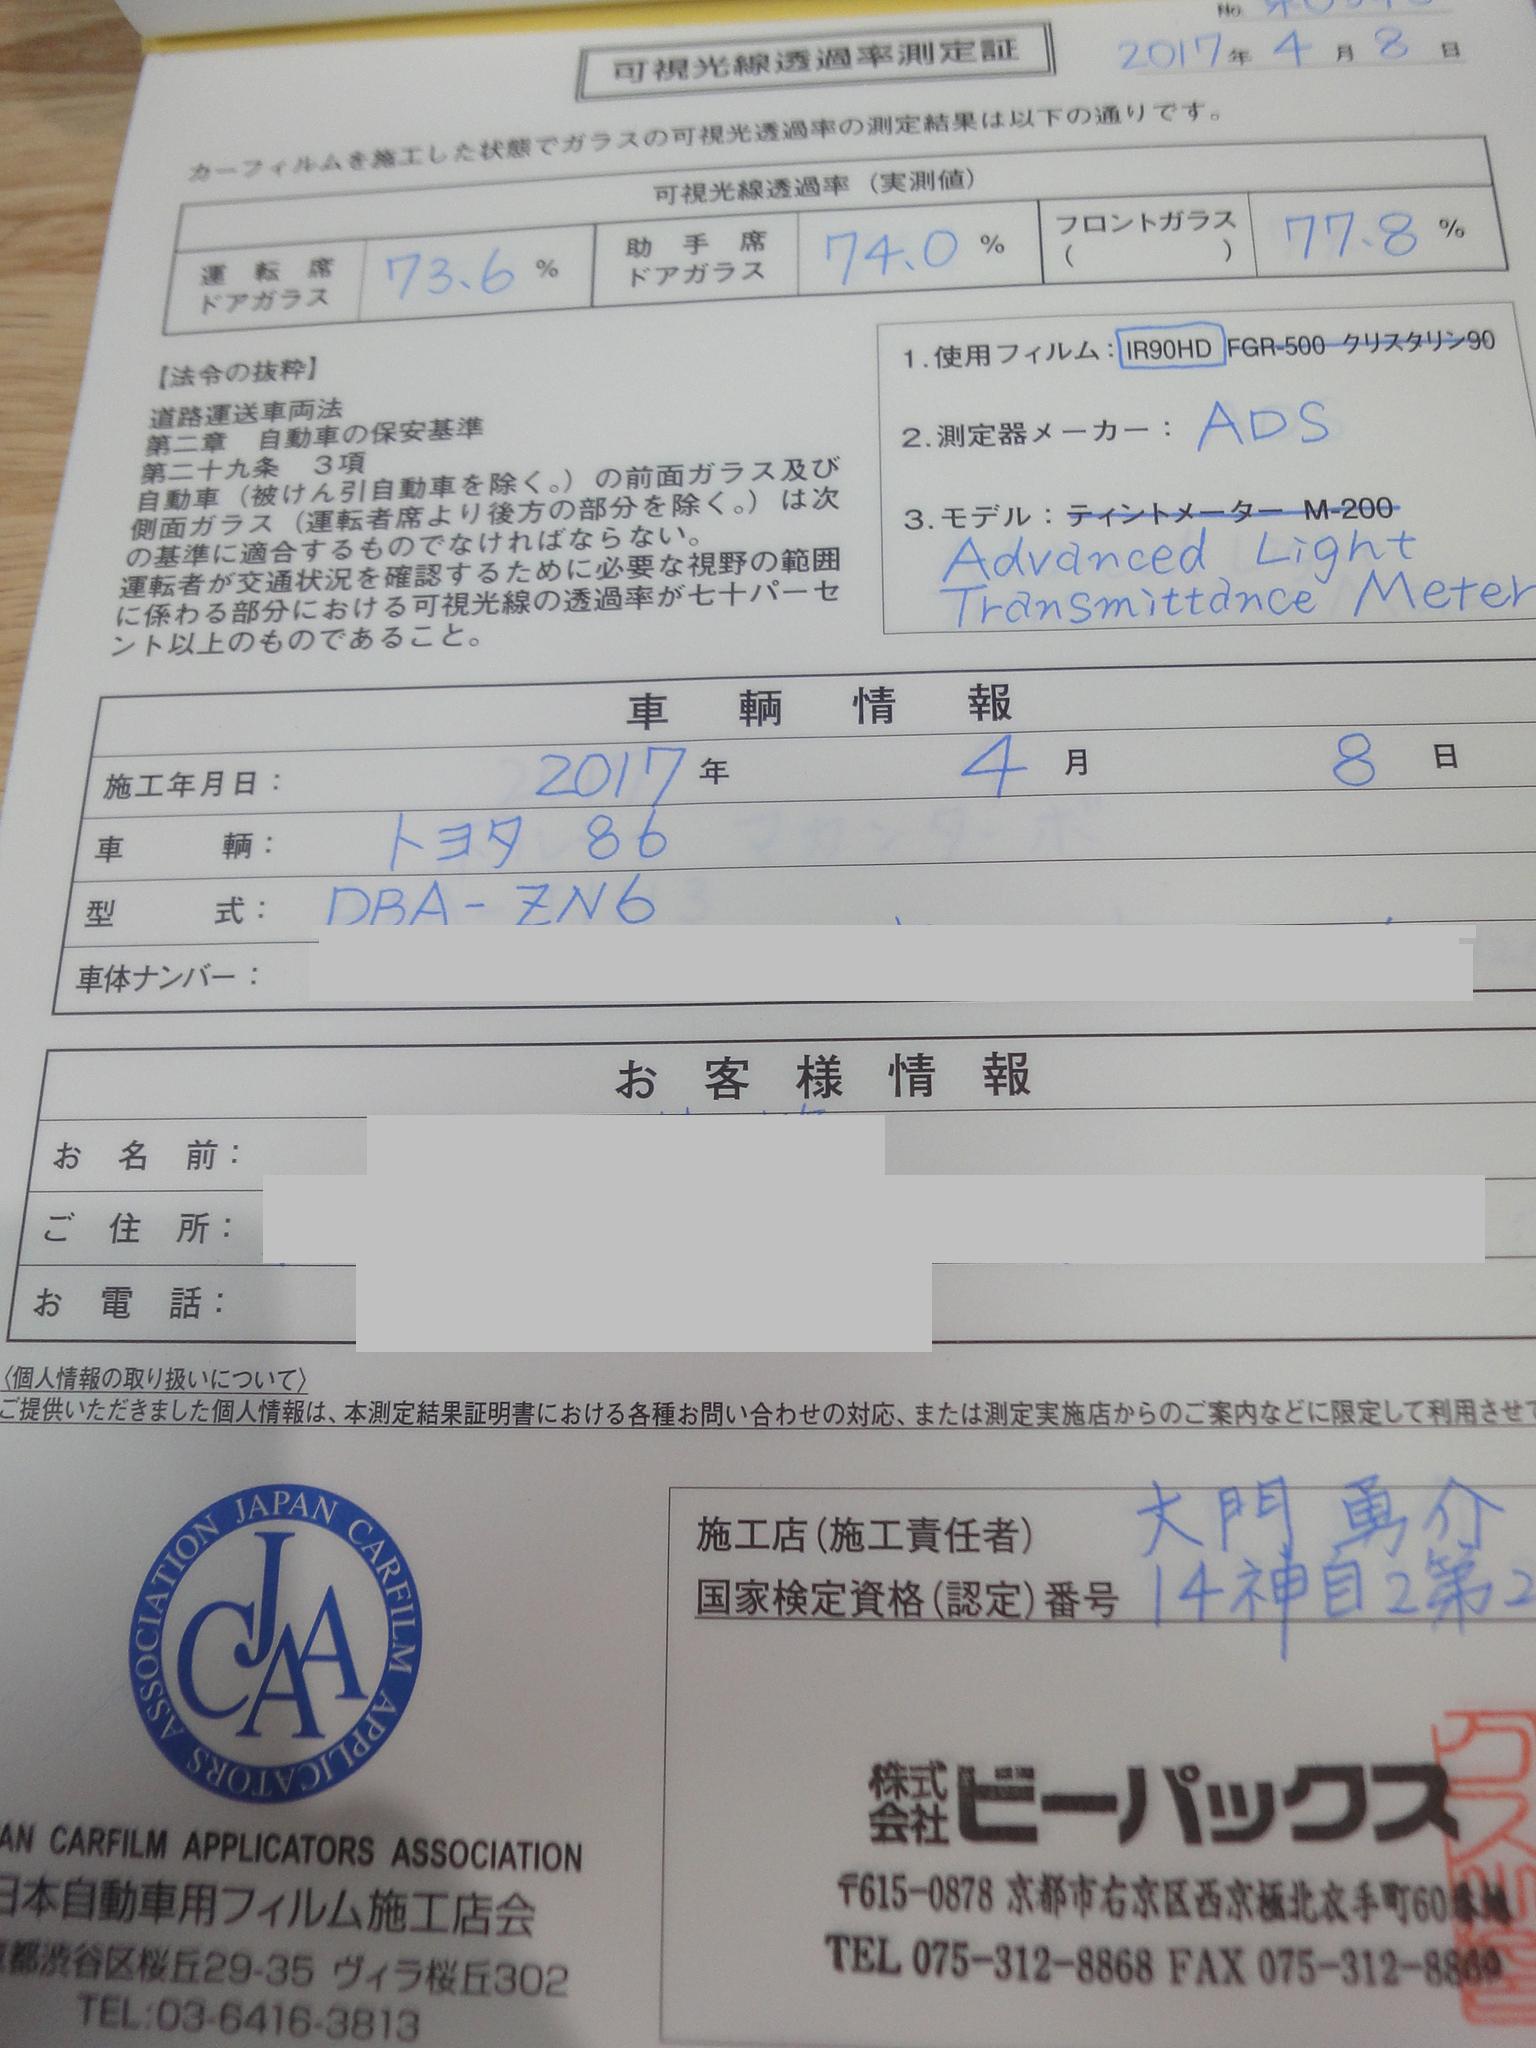 No.
2017年 4月 8日
可視光線透過率測定証
カーフィルムを施工した状態でガラスの可視光透過率の測定結果は以下の通りです。
可視光線透過率（実測値）
運転席ドアガラス 73.6 % 助手席ドアガラス 74.0 % フロントガラス（ ） 77.8 %
【法令の抜粋】
道路運送車両法
第二章 自動車の保安基準
第二十九条 3項
自動車（被けん引自動車を除く。）の前面ガラス及び
側面ガラス（運転者席より後方の部分を除く。）は次
の基準に適合するものでなければならない。
運転者が交通状況を確認するために必要な視野の範囲
に係わる部分における可視光線の透過率が七十パーセ
ント以上のものであること。
1.使用フィルム：IR90HD FGR-500 クリスタリン90
2.測定器メーカー： ADS
3.モデル：ティントメーター M-200
Advanced Light
Transmittance Meter
車輌情報
施工年月日： 2017年 4月 8日
車輌： トヨタ 86
型式： DBA-ZN6
車体ナンバー：
お客様情報
お名前：
ご住所：
お電話：
〈個人情報の取り扱いについて〉
ご提供いただきました個人情報は、本測定結果証明書における各種お問い合わせの対応、または測定実施店からのご案内などに限定して利用させて
JAPAN CARFILM APPLICATORS ASSOCIATION
JCAA
AN CARFILM APPLICATORS ASSOCIATION
日本自動車用フィルム施工店会
都渋谷区桜丘29-35 ヴィラ桜丘302
TEL:03-6416-3813
施工店(施工責任者) 大門 勇介
国家検定資格(認定)番号 14神自2第2
株式会社ビーパックス
〒615-0878 京都市右京区西京極北衣手町60番地
TEL 075-312-8868 FAX 075-312-8869